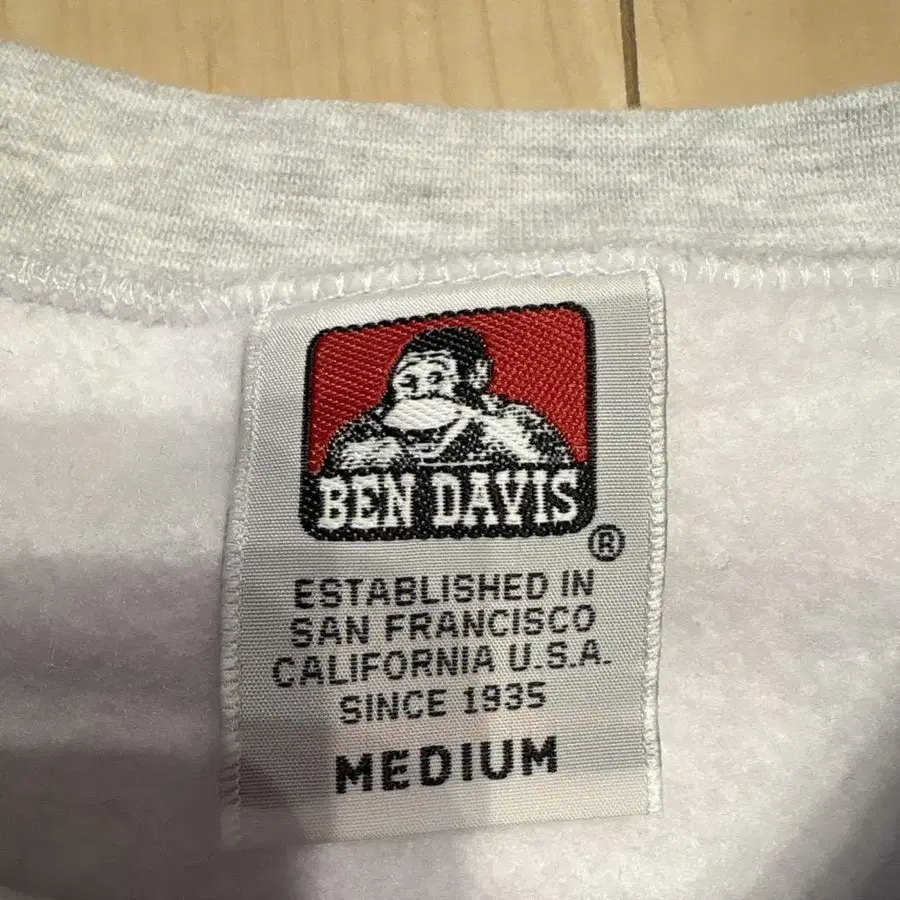 BEN DAVIS
®
ESTABLISHED IN
SAN FRANCISCO
CALIFORNIA U.S.A.
SINCE 1935
MEDIUM